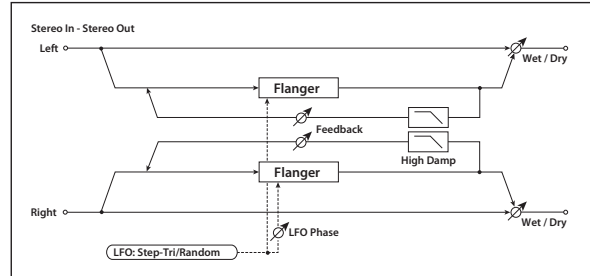 Stereo In - Stereo Out
Left
Wet / Dry
Flanger
Feedback
High Damp
Flanger
Right
LFO Phase
Wet / Dry
LFO: Step-Tri/Random